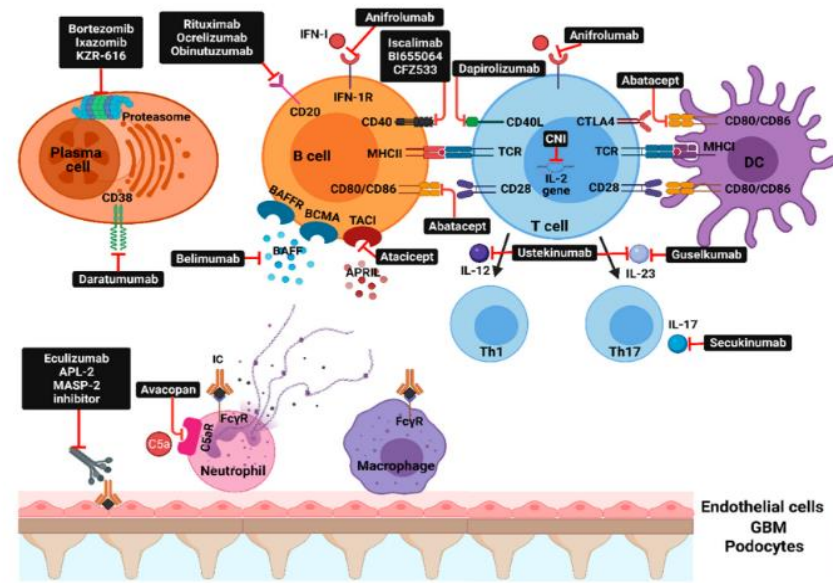 Bortezomib
Ixazomib
KZR-616
Proteasome
Plasma
cell
CD38
Daratumumab
Rituximab
Ocrelizumab
Obinutuzumab
CD20
IFN-I
Anifrolumab
IFN-1R
Iscalimab
BI655064
CFZ533
Dapirolizumab
CD40
CD40L
B cell
MHCII
TCR
CD80/CD86
CD28
Abatacept
BAFFR
BCMA
TACI
Belimumab
BAFF
APRIL
Atacicept
Anifrolumab
CNI
IL-2
gene
T cell
CTLA4
Abatacept
CD80/CD86
TCR
MHCI
DC
CD28
CD80/CD86
IL-12
Ustekinumab
IL-23
Guselkumab
Th1
Th17
IL-17
Secukinumab
Eculizumab
APL-2
MASP-2
inhibitor
Avacopan
C5a
C5aR
IC
FcγR
Neutrophil
FcγR
Macrophage
Endothelial cells
GBM
Podocytes